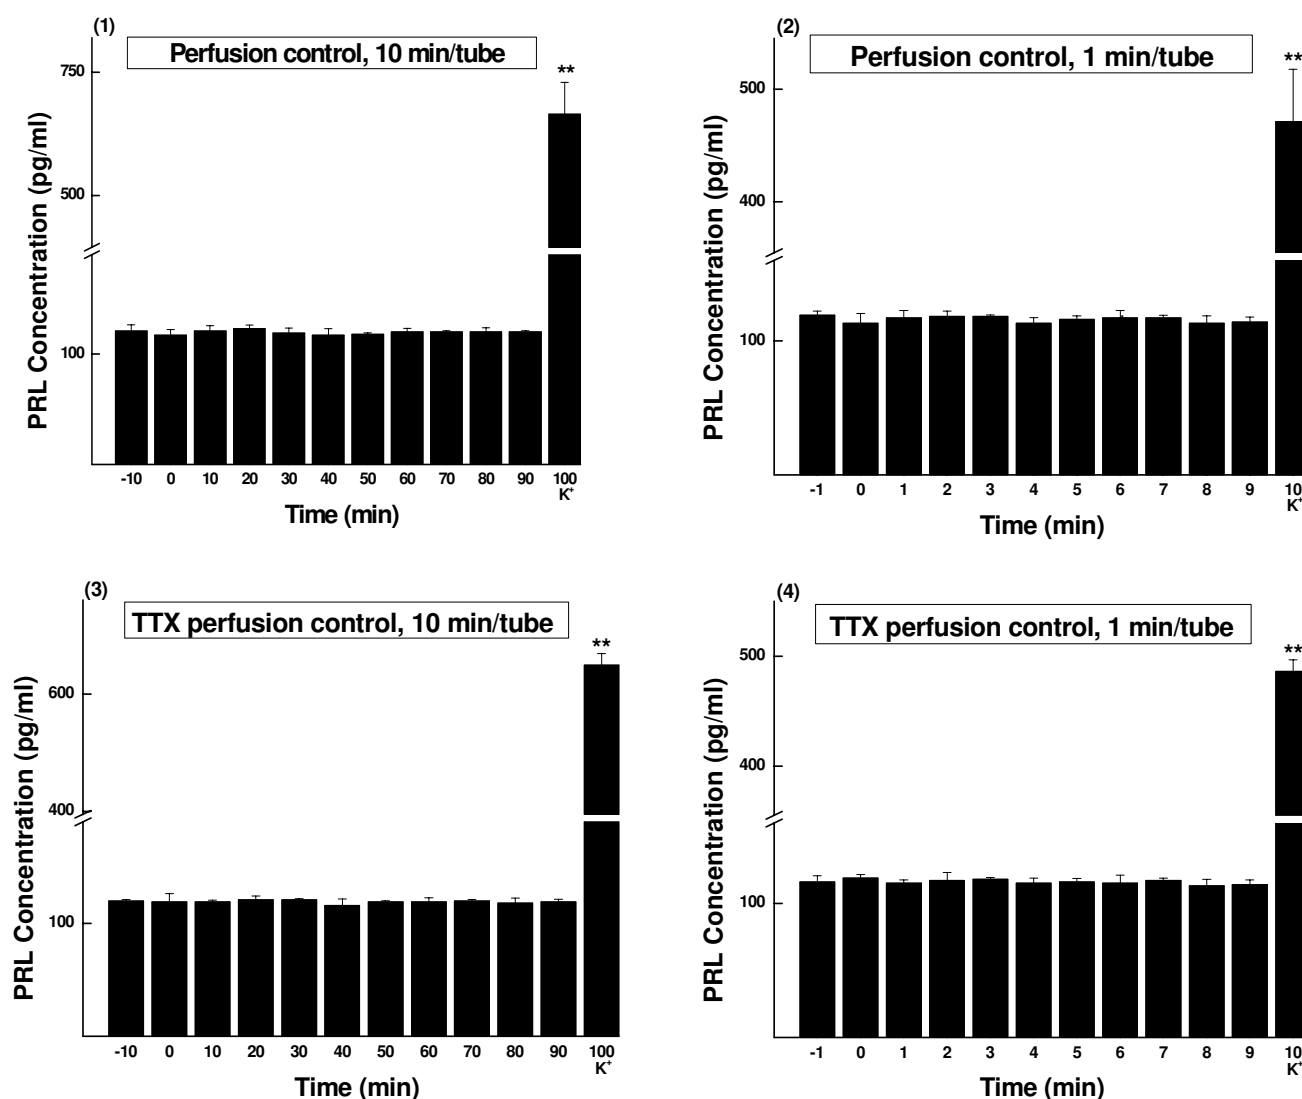 (1)
Perfusion control, 10 min/tube
**
750
500
100
PRL Concentration (pg/ml)
-10 0 10 20 30 40 50 60 70 80 90 100
K+
Time (min)
(2)
Perfusion control, 1 min/tube
**
500
400
100
PRL Concentration (pg/ml)
-1 0 1 2 3 4 5 6 7 8 9 10
K+
Time (min)
(3)
TTX perfusion control, 10 min/tube
**
600
400
100
PRL Concentration (pg/ml)
-10 0 10 20 30 40 50 60 70 80 90 100
K+
Time (min)
(4)
TTX perfusion control, 1 min/tube
**
500
400
100
PRL Concentration (pg/ml)
-1 0 1 2 3 4 5 6 7 8 9 10
K+
Time (min)